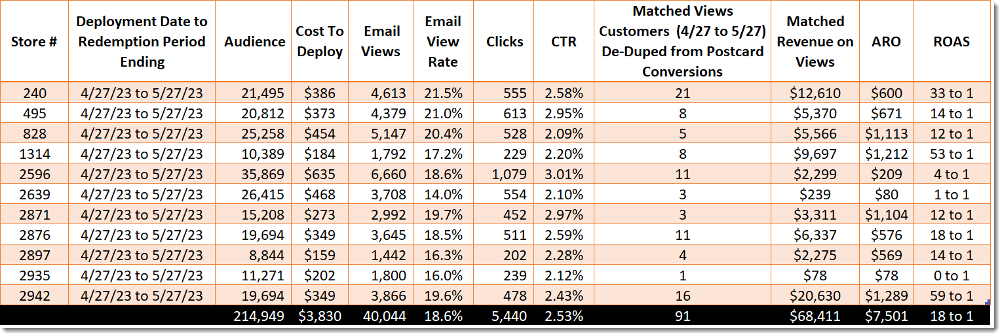 Store # Deployment Date to Redemption Period Ending Audience Cost To Deploy Email Views Email View Rate Clicks CTR Matched Views Customers (4/27 to 5/27) De-Duped from Postcard Conversions Matched Revenue on Views ARO ROAS
240 4/27/23 to 5/27/23 21,495 $386 4,613 21.5% 555 2.58% 21 $12,610 $600 33 to 1
495 4/27/23 to 5/27/23 20,812 $373 4,379 21.0% 613 2.95% 8 $5,370 $671 14 to 1
828 4/27/23 to 5/27/23 25,258 $454 5,147 20.4% 528 2.09% 5 $5,566 $1,113 12 to 1
1314 4/27/23 to 5/27/23 10,389 $184 1,792 17.2% 229 2.20% 8 $9,697 $1,212 53 to 1
2596 4/27/23 to 5/27/23 35,869 $635 6,660 18.6% 1,079 3.01% 11 $2,299 $209 4 to 1
2639 4/27/23 to 5/27/23 26,415 $468 3,708 14.0% 554 2.10% 3 $239 $80 1 to 1
2871 4/27/23 to 5/27/23 15,208 $273 2,992 19.7% 452 2.97% 3 $3,311 $1,104 12 to 1
2876 4/27/23 to 5/27/23 19,694 $349 3,645 18.5% 511 2.59% 11 $6,337 $576 18 to 1
2897 4/27/23 to 5/27/23 8,844 $159 1,442 16.3% 202 2.28% 4 $2,275 $569 14 to 1
2935 4/27/23 to 5/27/23 11,271 $202 1,800 16.0% 239 2.12% 1 $78 $78 0 to 1
2942 4/27/23 to 5/27/23 19,694 $349 3,866 19.6% 478 2.43% 16 $20,630 $1,289 59 to 1
214,949 $3,830 40,044 18.6% 5,440 2.53% 91 $68,411 $7,501 18 to 1